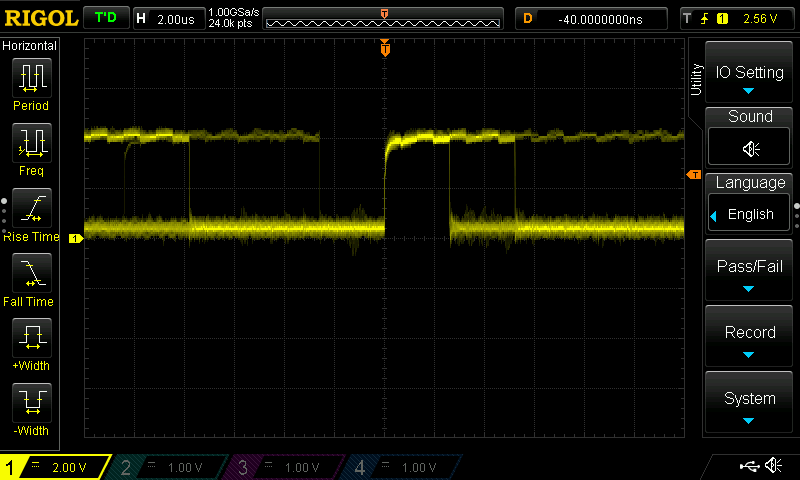 RIGOL T'D H 2.00us 1.00GSa/s 24.0k pts T D -40.0000000ns T 1 2.56 V
Horizontal
Period
Freq
Rise Time
Fall Time
+Width
-Width
T
T
1
Utility
IO Setting
Sound
Language
English
Pass/Fail
Record
System
1 2.00 V 2 1.00 V 3 1.00 V 4 1.00 V